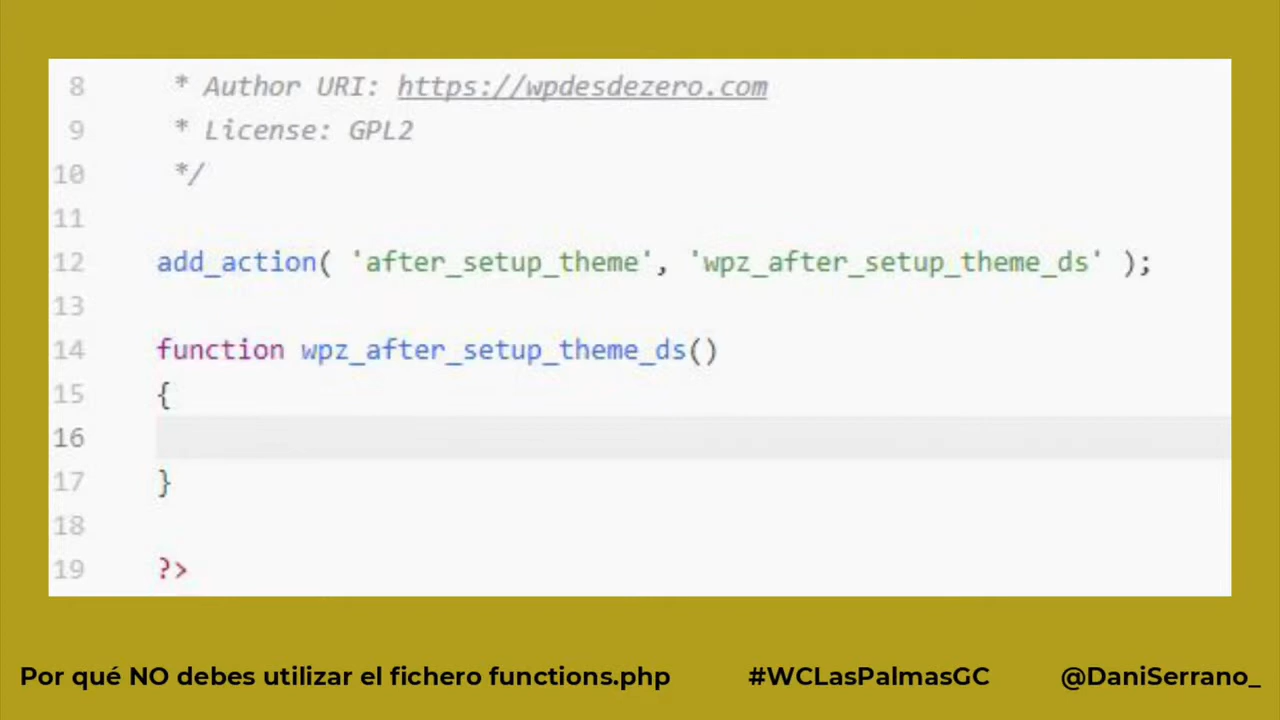 8 * Author URI: https://wpdesdezero.com
9 * License: GPL2
10 */
11
12 add_action( 'after_setup_theme', 'wpz_after_setup_theme_ds' );
13
14 function wpz_after_setup_theme_ds()
15 {
16
17 }
18
19 ?>
Por qué NO debes utilizar el fichero functions.php #WCLasPalmasGC @DaniSerrano_